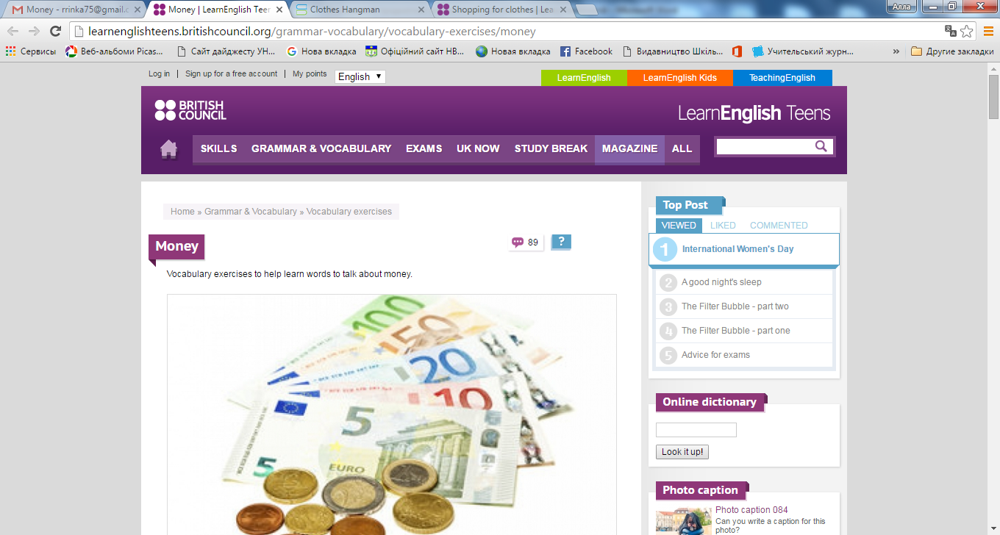 Money - rrinka75@gmail.c
Money | LearnEnglish Teer
Clothes Hangman
Shopping for clothes | Lea
Алла
learnenglishteens.britishcouncil.org/grammar-vocabulary/vocabulary-exercises/money
Сервисы
Веб-альбоми Picas...
Сайт дайджесту УН...
Нова вкладка
Офіційний сайт НВ...
Новая вкладка
Facebook
Видавництво Шкіль...
Учительський журн...
»
Другие закладки
Log in | Sign up for a free account | My points
English
LearnEnglish
LearnEnglish Kids
TeachingEnglish
BRITISH
COUNCIL
LearnEnglish Teens
SKILLS GRAMMAR & VOCABULARY EXAMS UK NOW STUDY BREAK MAGAZINE ALL
Home » Grammar & Vocabulary » Vocabulary exercises
Money
89
?
Vocabulary exercises to help learn words to talk about money.
100
50
20
10
5
5
EURO
Top Post
VIEWED LIKED COMMENTED
1 International Women's Day
2 A good night's sleep
3 The Filter Bubble - part two
4 The Filter Bubble - part one
5 Advice for exams
Online dictionary
Look it up!
Photo caption
Photo caption 084
Can you write a caption for this
photo?